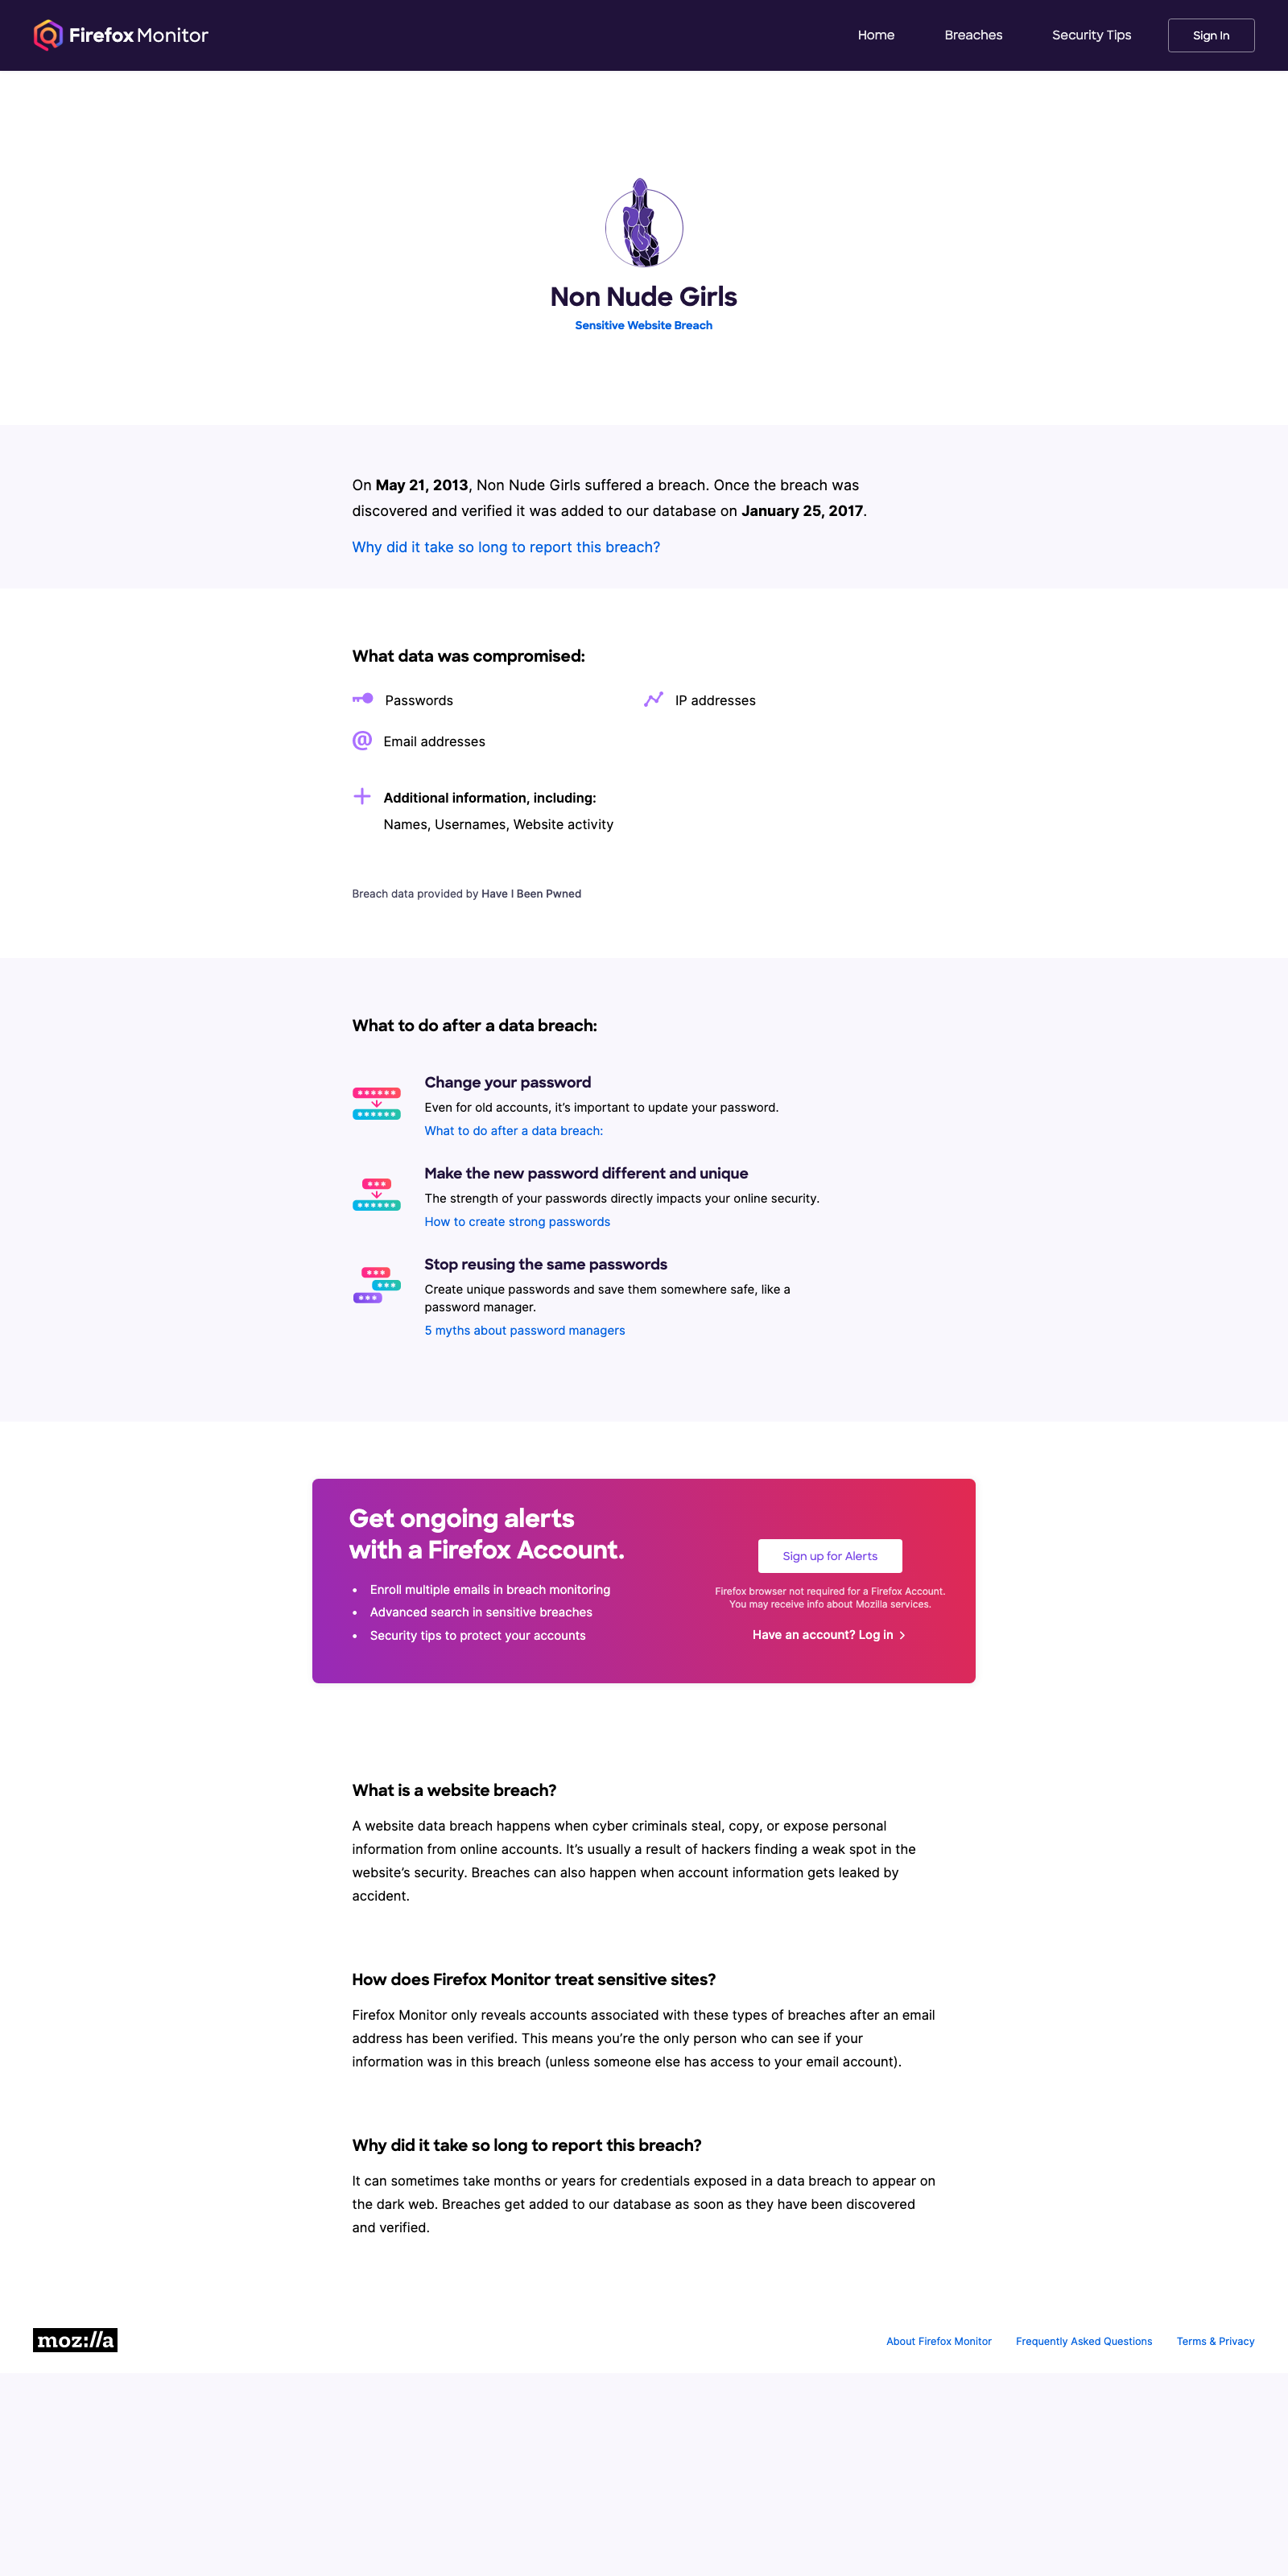 Firefox Monitor
Home
Breaches
Security Tips
Sign In
Non Nude Girls
Sensitive Website Breach
On May 21, 2013, Non Nude Girls suffered a breach. Once the breach was
discovered and verified it was added to our database on January 25, 2017.
Why did it take so long to report this breach?
What data was compromised:
Passwords
IP addresses
Email addresses
Additional information, including:
Names, Usernames, Website activity
Breach data provided by Have I Been Pwned
What to do after a data breach:
Change your password
Even for old accounts, it’s important to update your password.
What to do after a data breach:
Make the new password different and unique
The strength of your passwords directly impacts your online security.
How to create strong passwords
Stop reusing the same passwords
Create unique passwords and save them somewhere safe, like a
password manager.
5 myths about password managers
Get ongoing alerts
with a Firefox Account.
• Enroll multiple emails in breach monitoring
• Advanced search in sensitive breaches
• Security tips to protect your accounts
Sign up for Alerts
Firefox browser not required for a Firefox Account.
You may receive info about Mozilla services.
Have an account? Log in
What is a website breach?
A website data breach happens when cyber criminals steal, copy, or expose personal
information from online accounts. It’s usually a result of hackers finding a weak spot in the
website’s security. Breaches can also happen when account information gets leaked by
accident.
How does Firefox Monitor treat sensitive sites?
Firefox Monitor only reveals accounts associated with these types of breaches after an email
address has been verified. This means you’re the only person who can see if your
information was in this breach (unless someone else has access to your email account).
Why did it take so long to report this breach?
It can sometimes take months or years for credentials exposed in a data breach to appear on
the dark web. Breaches get added to our database as soon as they have been discovered
and verified.
moz://a
About Firefox Monitor
Frequently Asked Questions
Terms & Privacy